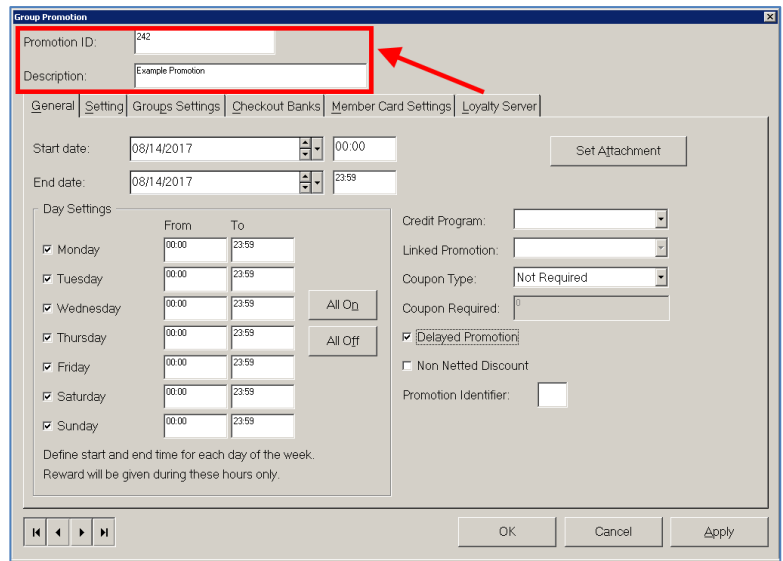 Group Promotion
Promotion ID: 242
Description: Example Promotion
General Setting Groups Settings Checkout Banks Member Card Settings Loyalty Server
Start date: 08/14/2017 00:00 Set Attachment
End date: 08/14/2017 23:59
Day Settings
From To
Monday 00:00 23:59
Tuesday 00:00 23:59
Wednesday 00:00 23:59
Thursday 00:00 23:59
Friday 00:00 23:59
Saturday 00:00 23:59
Sunday 00:00 23:59
All On
All Off
Define start and end time for each day of the week.
Reward will be given during these hours only.
Credit Program:
Linked Promotion:
Coupon Type: Not Required
Coupon Required: 0
Delayed Promotion
Non Netted Discount
Promotion Identifier:
OK Cancel Apply